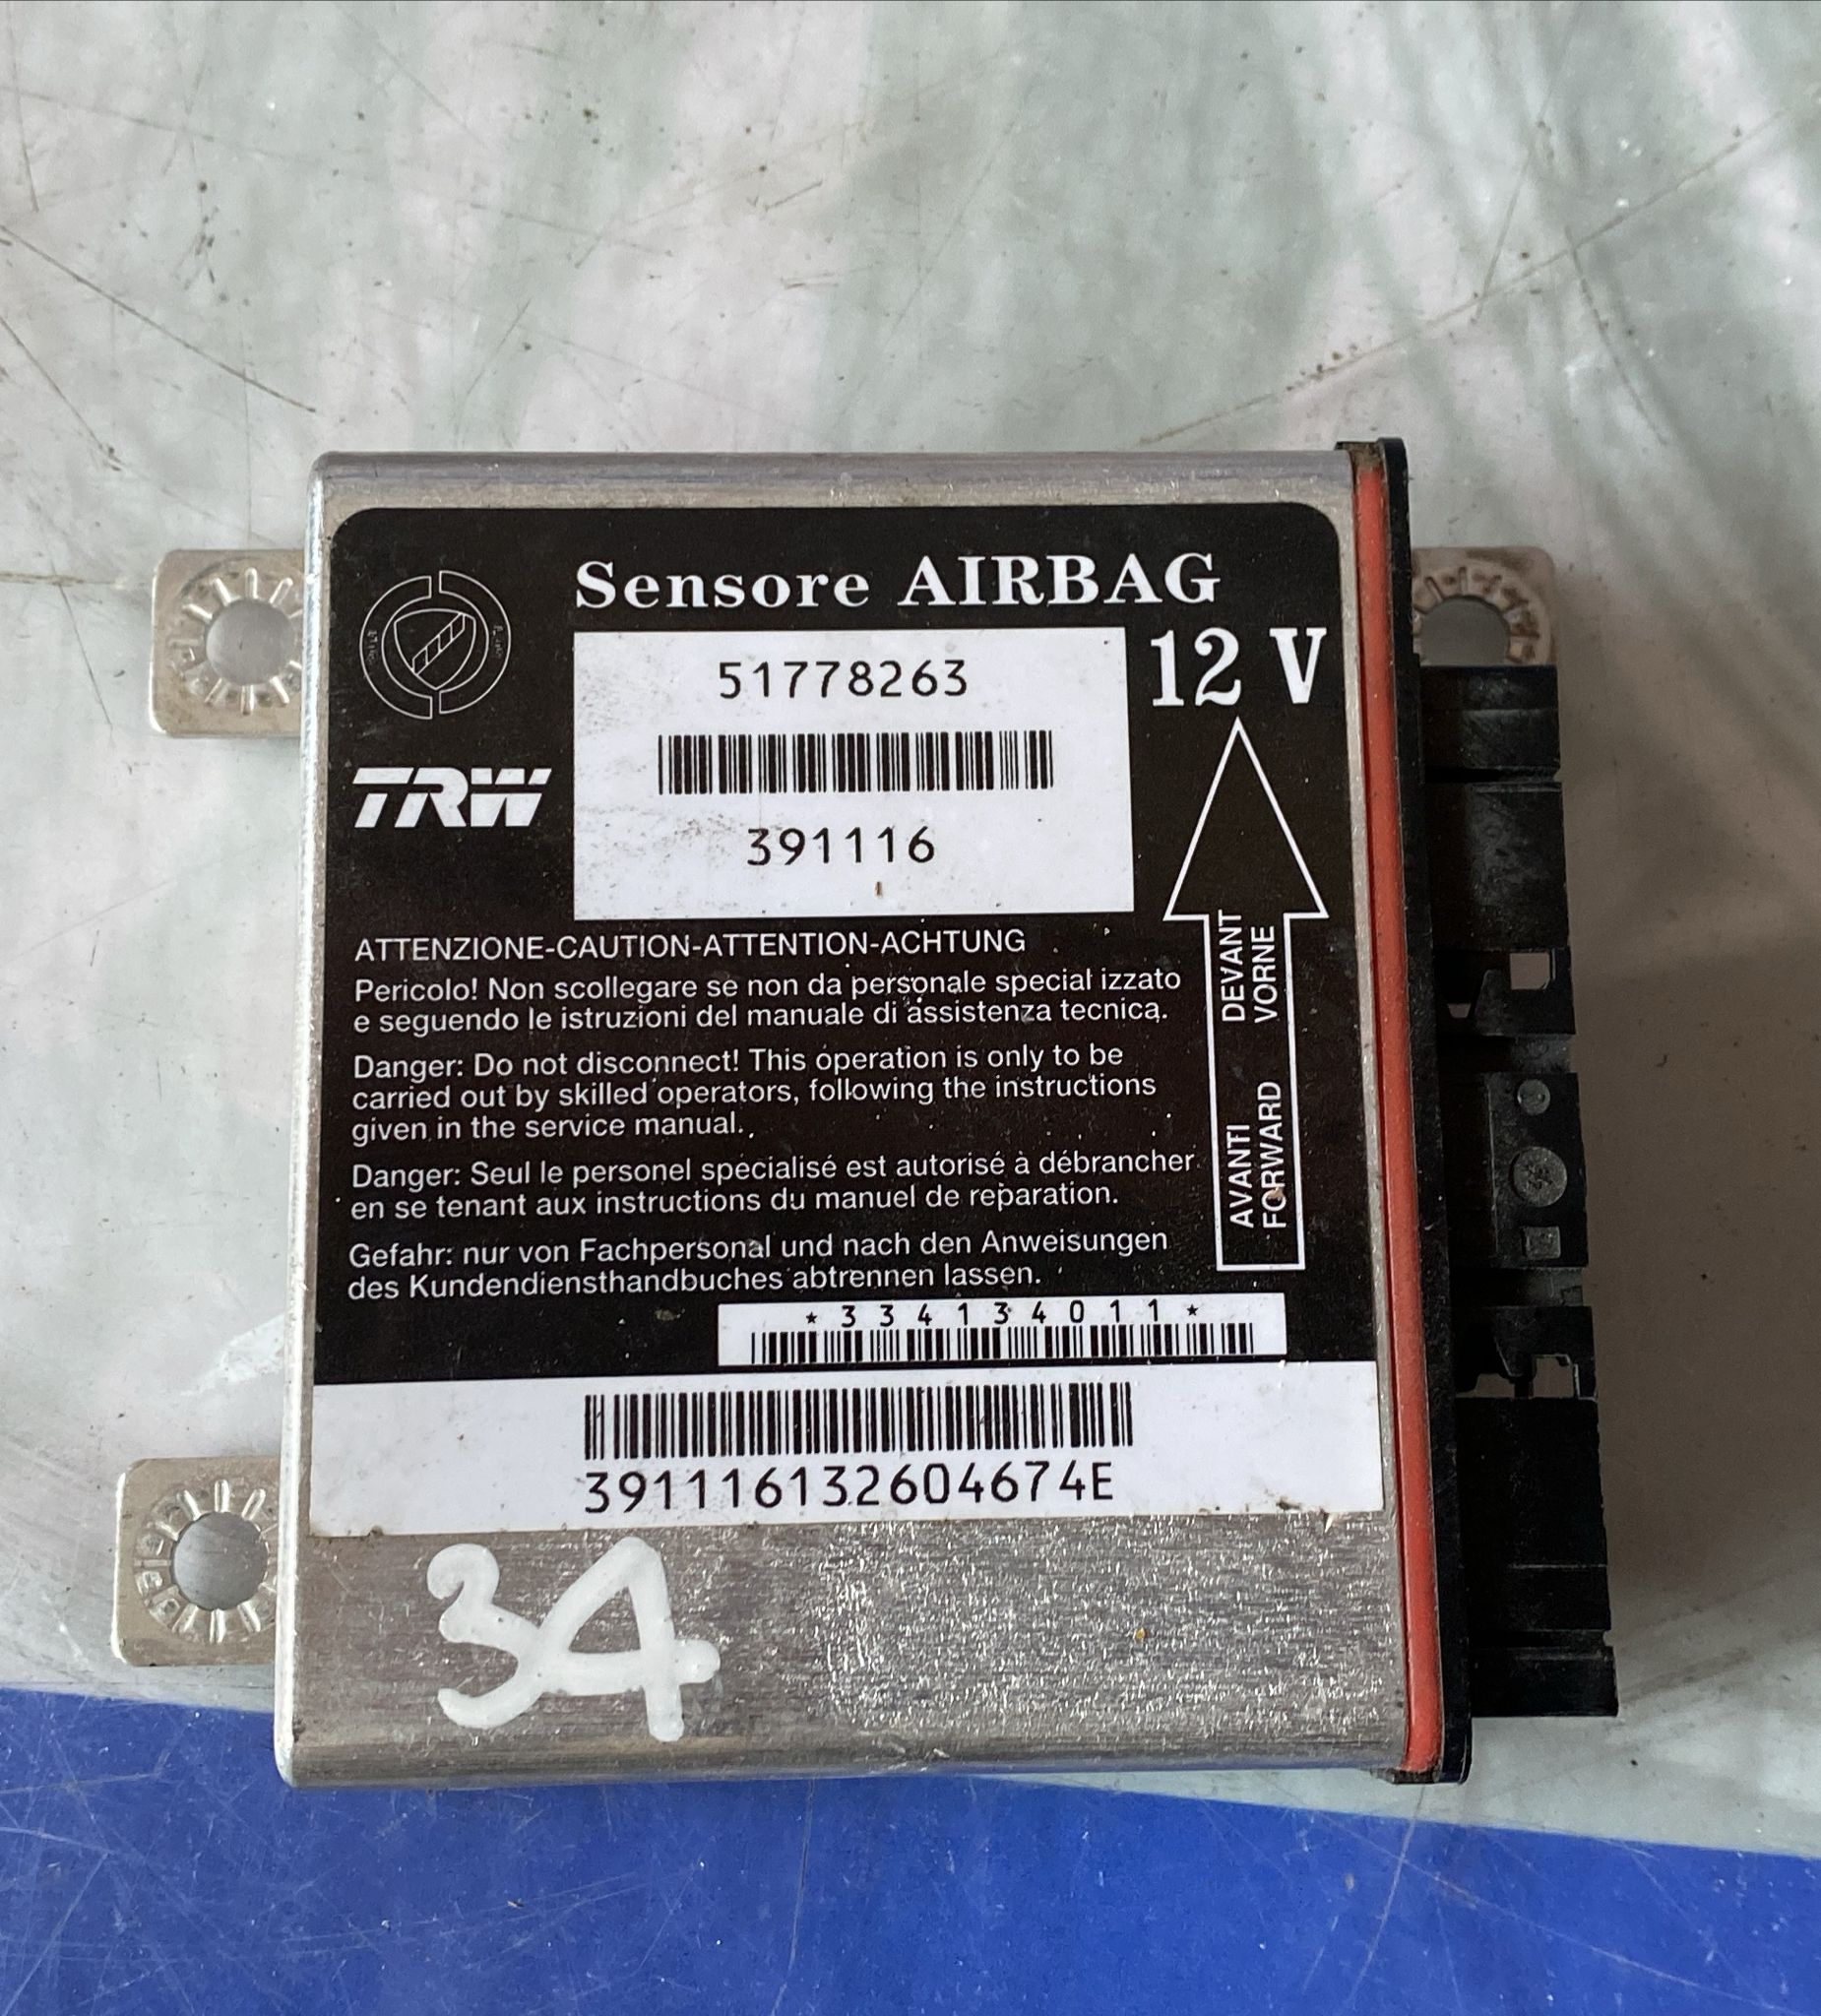 Sensore AIRBAG
12 V
51778263
391116
TRW
ATTENZIONE-CAUTION-ATTENTION-ACHTUNG
Pericolo! Non scollegare se non da personale special izzato
e seguendo le istruzioni del manuale di assistenza tecnica.
Danger: Do not disconnect! This operation is only to be
carried out by skilled operators, following the instructions
given in the service manual.
Danger: Seul le personel spécialisé est autorisé à débrancher
en se tenant aux instructions du manuel de reparation.
Gefahr: nur von Fachpersonal und nach den Anweisungen
des Kundendiensthandbuches abtrennen lassen.
DEVANT
VORNE
AVANTI
FORWARD
*334134011*
391116132604674E
34